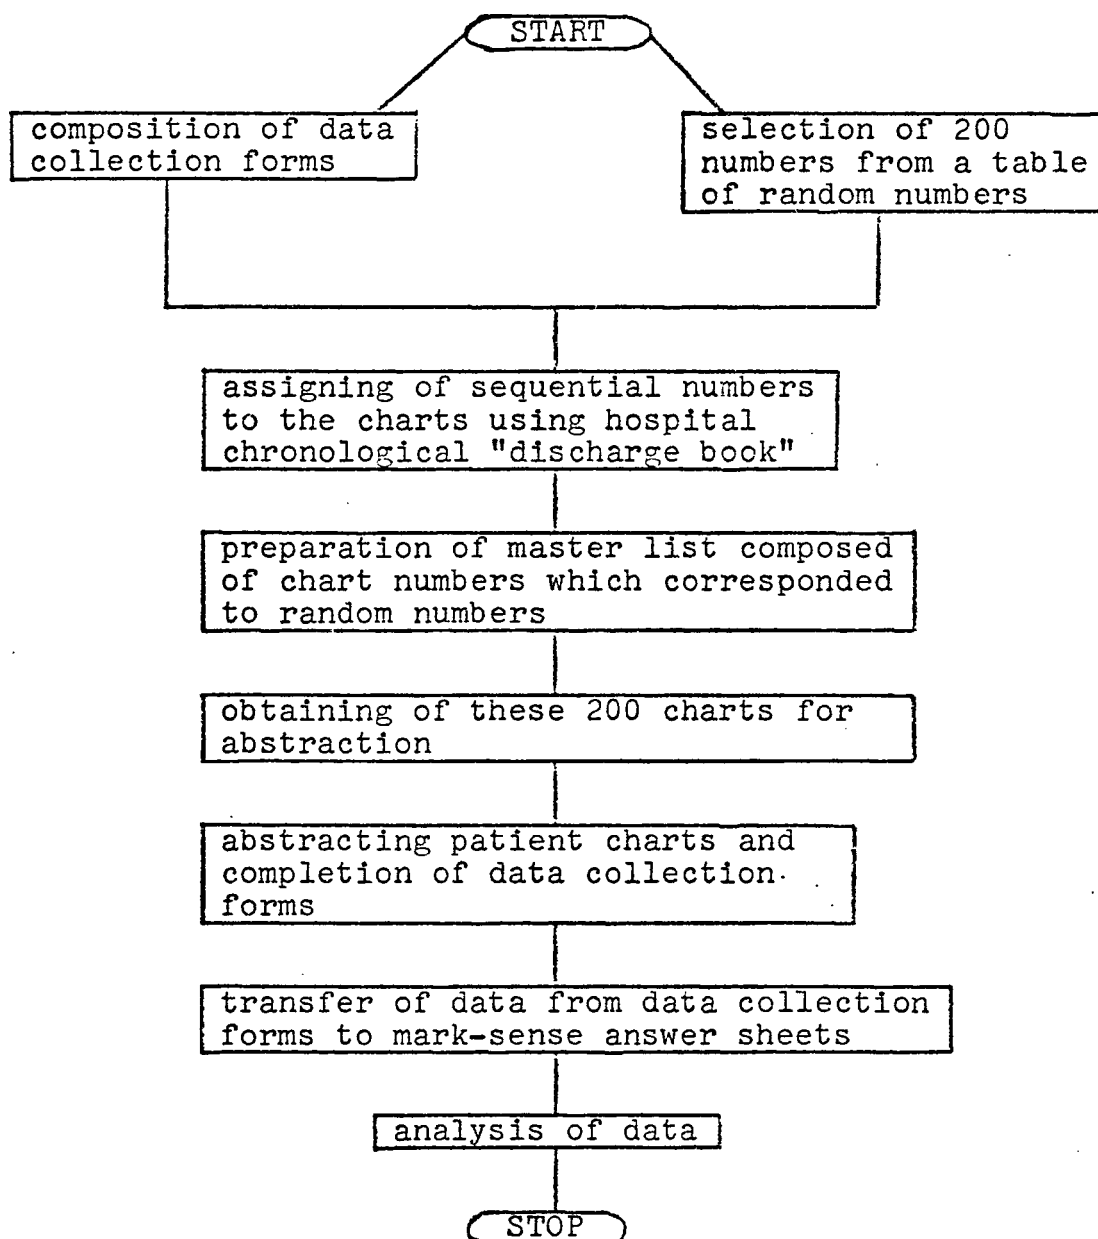 START
composition of data
collection forms
selection of 200
numbers from a table
of random numbers
assigning of sequential numbers
to the charts using hospital
chronological "discharge book"
preparation of master list composed
of chart numbers which corresponded
to random numbers
obtaining of these 200 charts for
abstraction
abstracting patient charts and
completion of data collection
forms
transfer of data from data collection
forms to mark-sense answer sheets
analysis of data
STOP